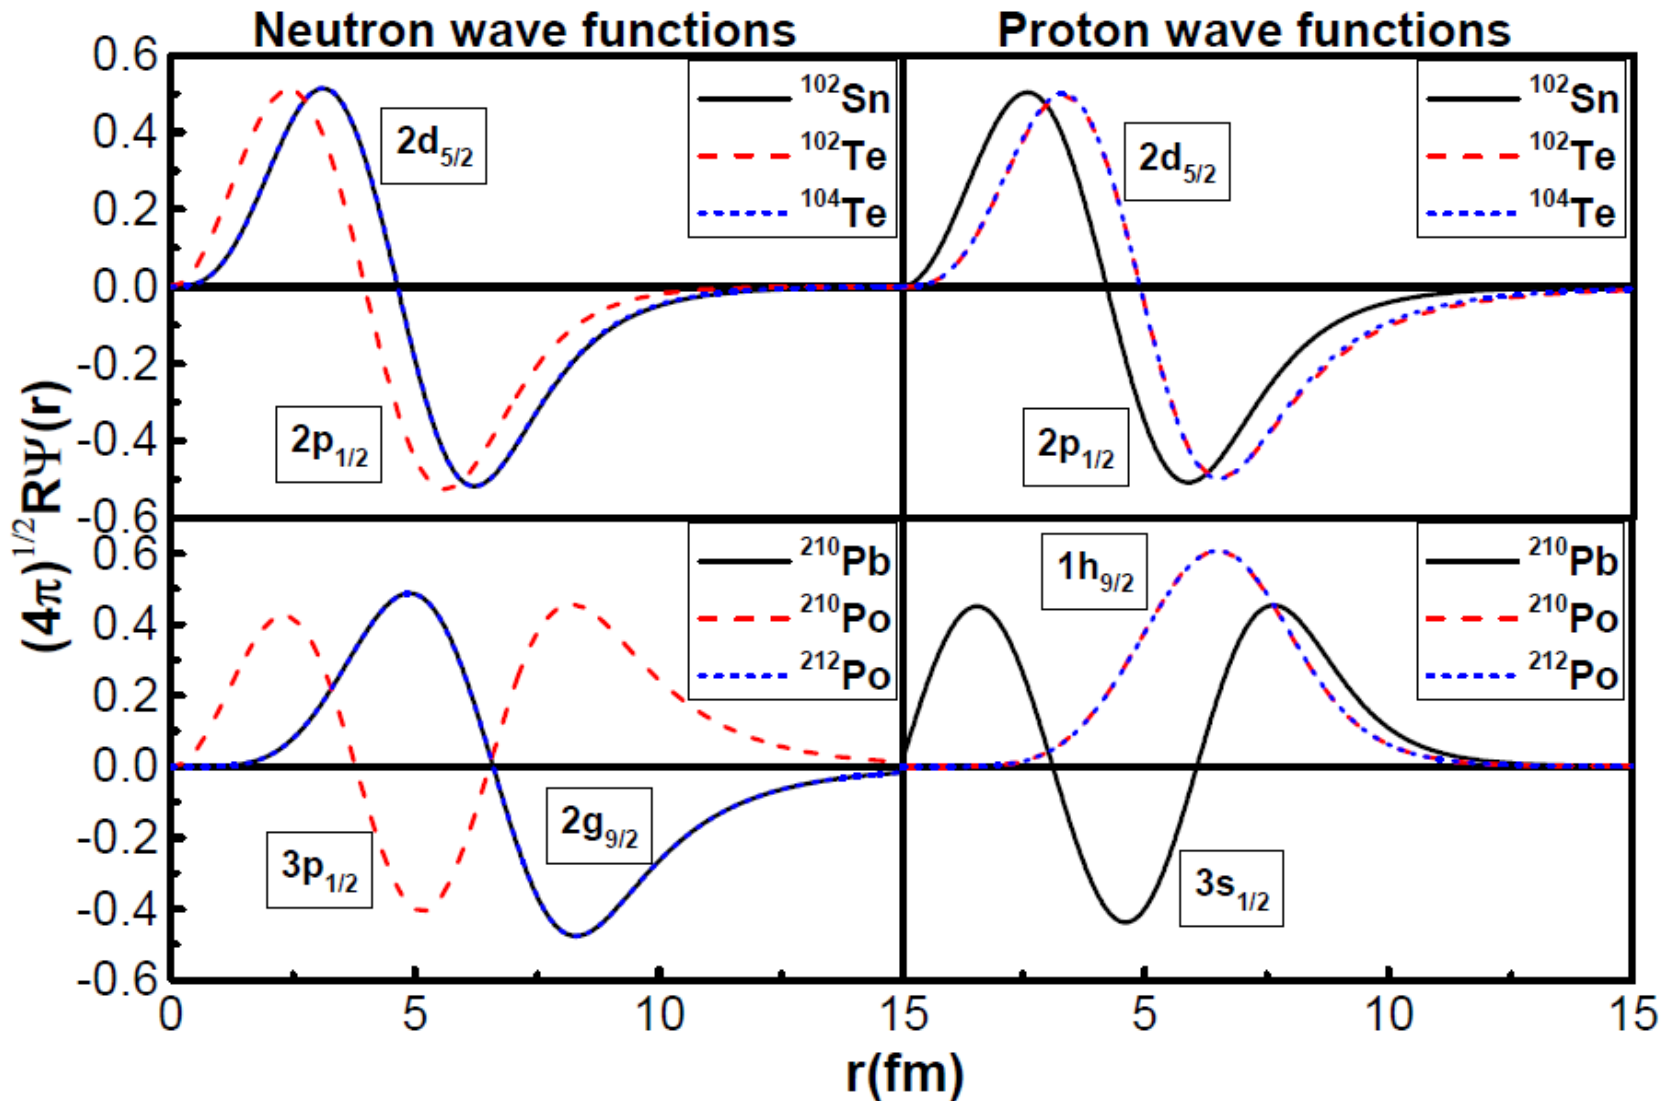 Neutron wave functions Proton wave functions
(4π)^1/2 RΨ(r)
0.6
0.4
0.2
0.0
-0.2
-0.4
-0.6
102Sn
102Te
104Te
2d5/2
2p1/2
102Sn
102Te
104Te
2d5/2
2p1/2
0.6
0.4
0.2
0.0
-0.2
-0.4
-0.6
210Pb
210Po
212Po
2g9/2
3p1/2
210Pb
210Po
212Po
1h9/2
3s1/2
0 5 10 15 5 10 15
r(fm)